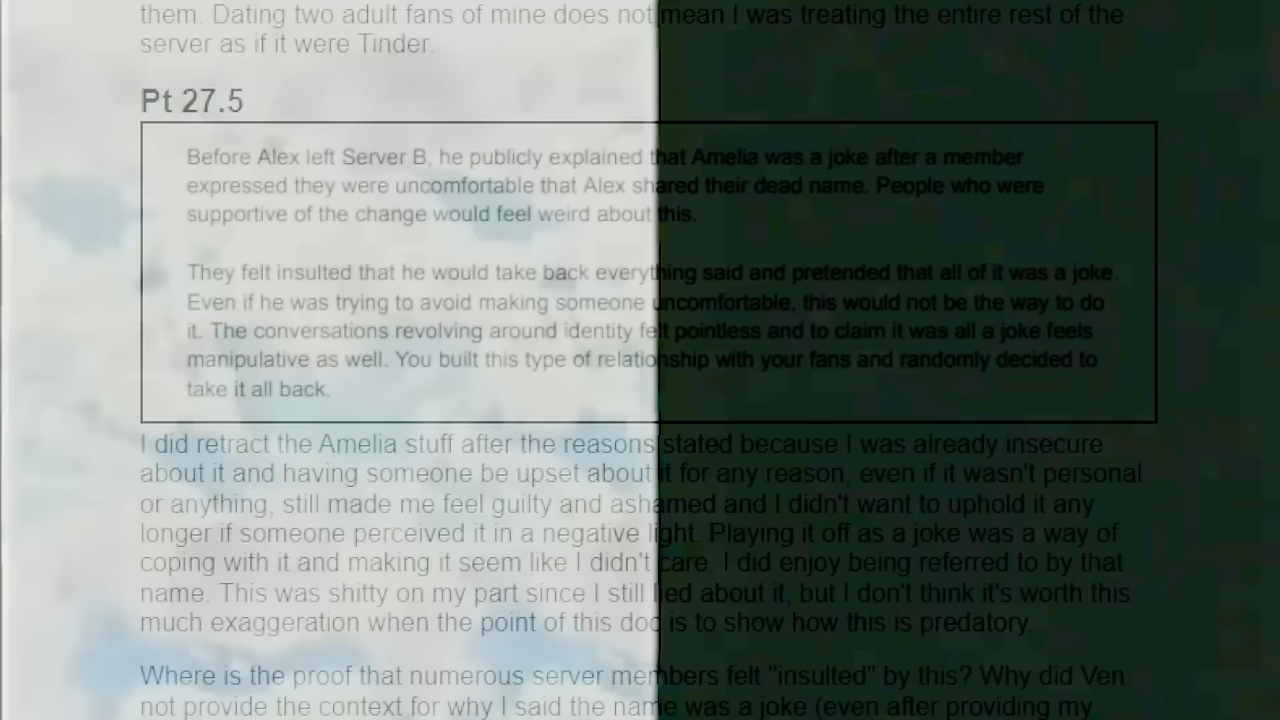 them. Dating two adult fans of mine does not mean I was treating the entire rest of the
server as if it were Tinder.
Pt 27.5
Before Alex left Server B, he publicly explained that Amelia was a joke after a member
expressed they were uncomfortable that Alex shared their dead name. People who were
supportive of the change would feel weird about this.
They felt insulted that he would take back everything said and pretended that all of it was a joke.
Even if he was trying to avoid making someone uncomfortable, this would not be the way to do
it. The conversations revolving around identity felt pointless and to claim it was all a joke feels
manipulative as well. You built this type of relationship with your fans and randomly decided to
take it all back.
I did retract the Amelia stuff after the reasons stated because I was already insecure
about it and having someone be upset about it for any reason, even if it wasn't personal
or anything, still made me feel guilty and ashamed and I didn't want to uphold it any
longer if someone perceived it in a negative light. Playing it off as a joke was a way of
coping with it and making it seem like I didn't care. I did enjoy being referred to by that
name. This was shitty on my part since I still lied about it, but I don't think it's worth this
much exaggeration when the point of this doc is to show how this is predatory.
Where is the proof that numerous server members felt "insulted" by this? Why did Ven
not provide the context for why I said the name was a joke (even after providing my